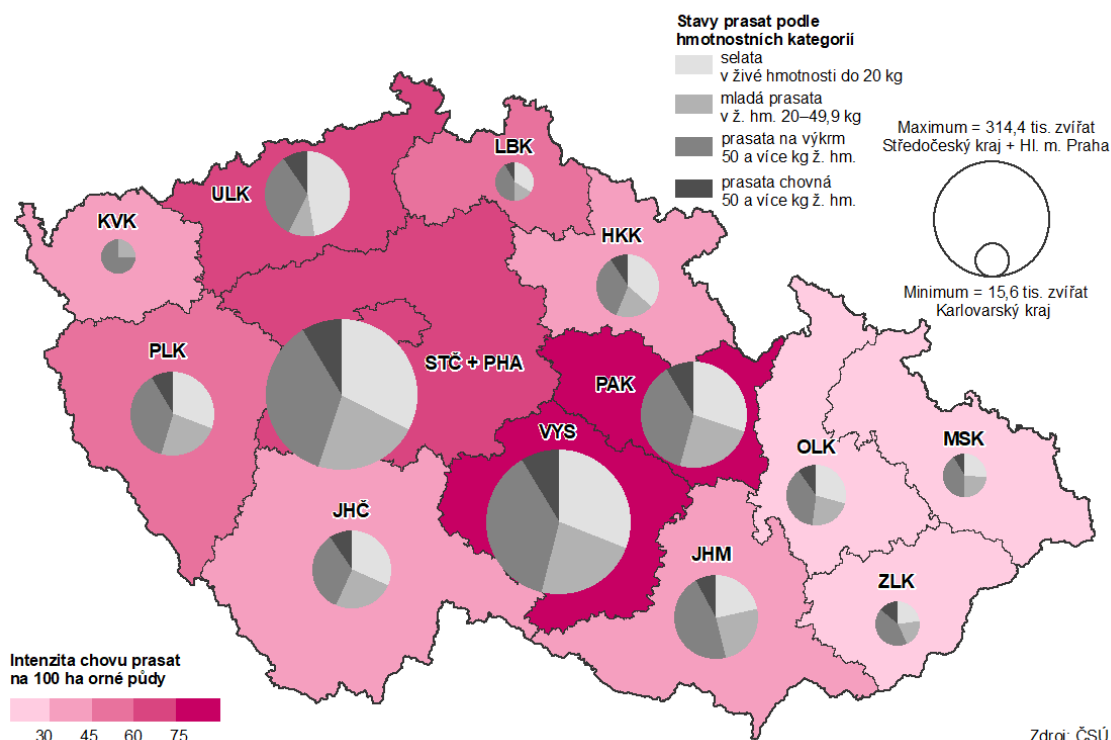 Stavy prasat podle
hmotnostních kategorií
selata
v živé hmotnosti do 20 kg
mladá prasata
v ž. hm. 20–49,9 kg
prasata na výkrm
50 a více kg ž. hm.
prasata chovná
50 a více kg ž. hm.
Maximum = 314,4 tis. zvířat
Středočeský kraj + Hl. m. Praha
Minimum = 15,6 tis. zvířat
Karlovarský kraj
LBK
ULK
KVK
HKK
PLK
STČ + PHA
PAK
VYS
OLK
MSK
JHČ
JHM
ZLK
Intenzita chovu prasat
na 100 ha orné půdy
30 45 60 75
Zdroj: ČSÚ